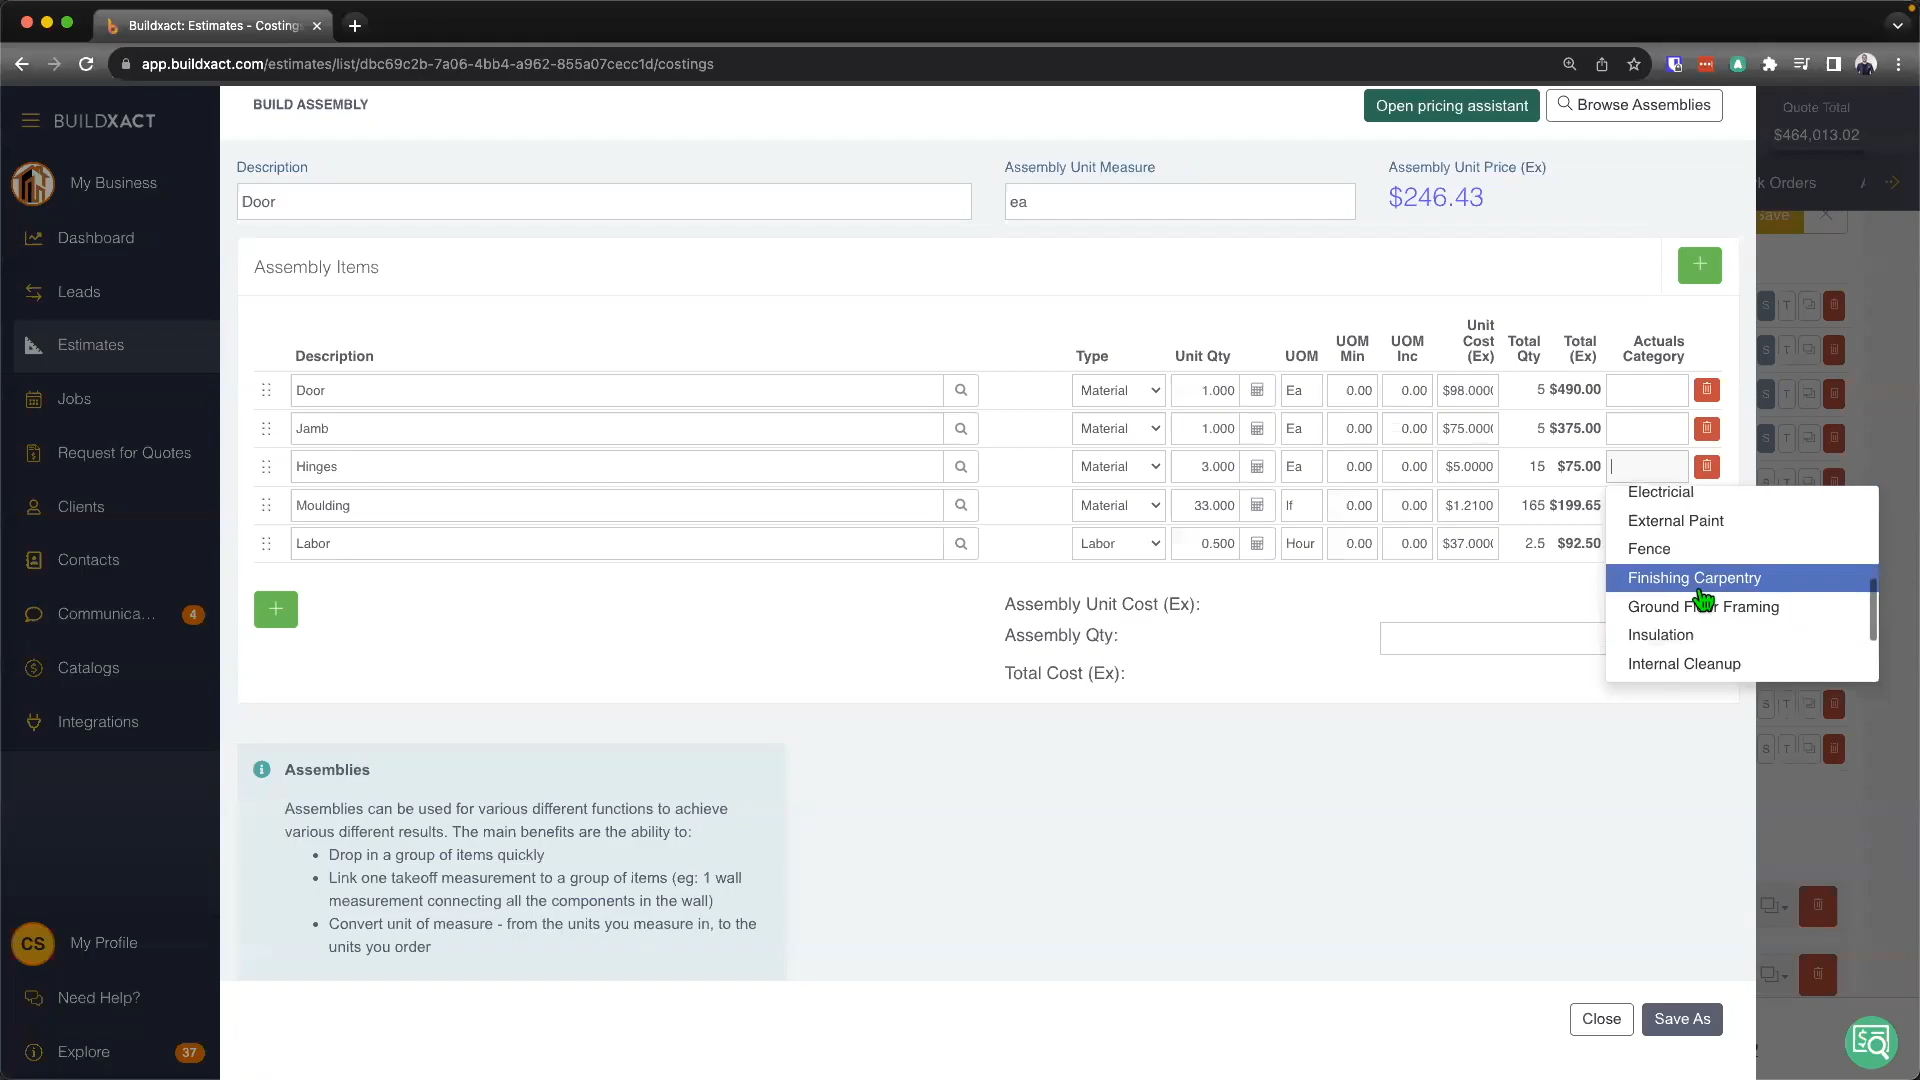 Buildxact: Estimates - Costing
app.buildxact.com/estimates/list/dbc69c2b-7a06-4bb4-a962-855a07cecc1d/costings
BUILDXACT
My Business
Dashboard
Leads
Estimates
Jobs
Request for Quotes
Clients
Contacts
Communica... 4
Catalogs
Integrations
CS My Profile
Need Help?
Explore 37
BUILD ASSEMBLY
Open pricing assistant
Browse Assemblies
Quote Total
$464,013.02
k Orders
Save
Description
Assembly Unit Measure
Assembly Unit Price (Ex)
Door
ea
$246.43
Assembly Items
Description Type Unit Qty UOM UOM Min UOM Inc Unit Cost (Ex) Total Qty Total (Ex) Actuals Category
Door Material 1.000 Ea 0.00 0.00 $98.000 5 $490.00
Jamb Material 1.000 Ea 0.00 0.00 $75.000 5 $375.00
Hinges Material 3.000 Ea 0.00 0.00 $5.0000 15 $75.00
Moulding Material 33.000 lf 0.00 0.00 $1.2100 165 $199.65
Labor Labor 0.500 Hour 0.00 0.00 $37.000 2.5 $92.50
Electricial
External Paint
Fence
Finishing Carpentry
Ground Framing
Insulation
Internal Cleanup
Assembly Unit Cost (Ex):
Assembly Qty:
Total Cost (Ex):
Assemblies
Assemblies can be used for various different functions to achieve
various different results. The main benefits are the ability to:
• Drop in a group of items quickly
• Link one takeoff measurement to a group of items (eg: 1 wall
measurement connecting all the components in the wall)
• Convert unit of measure - from the units you measure in, to the
units you order
Close
Save As
S T
S T
S T
S T
S T
S T